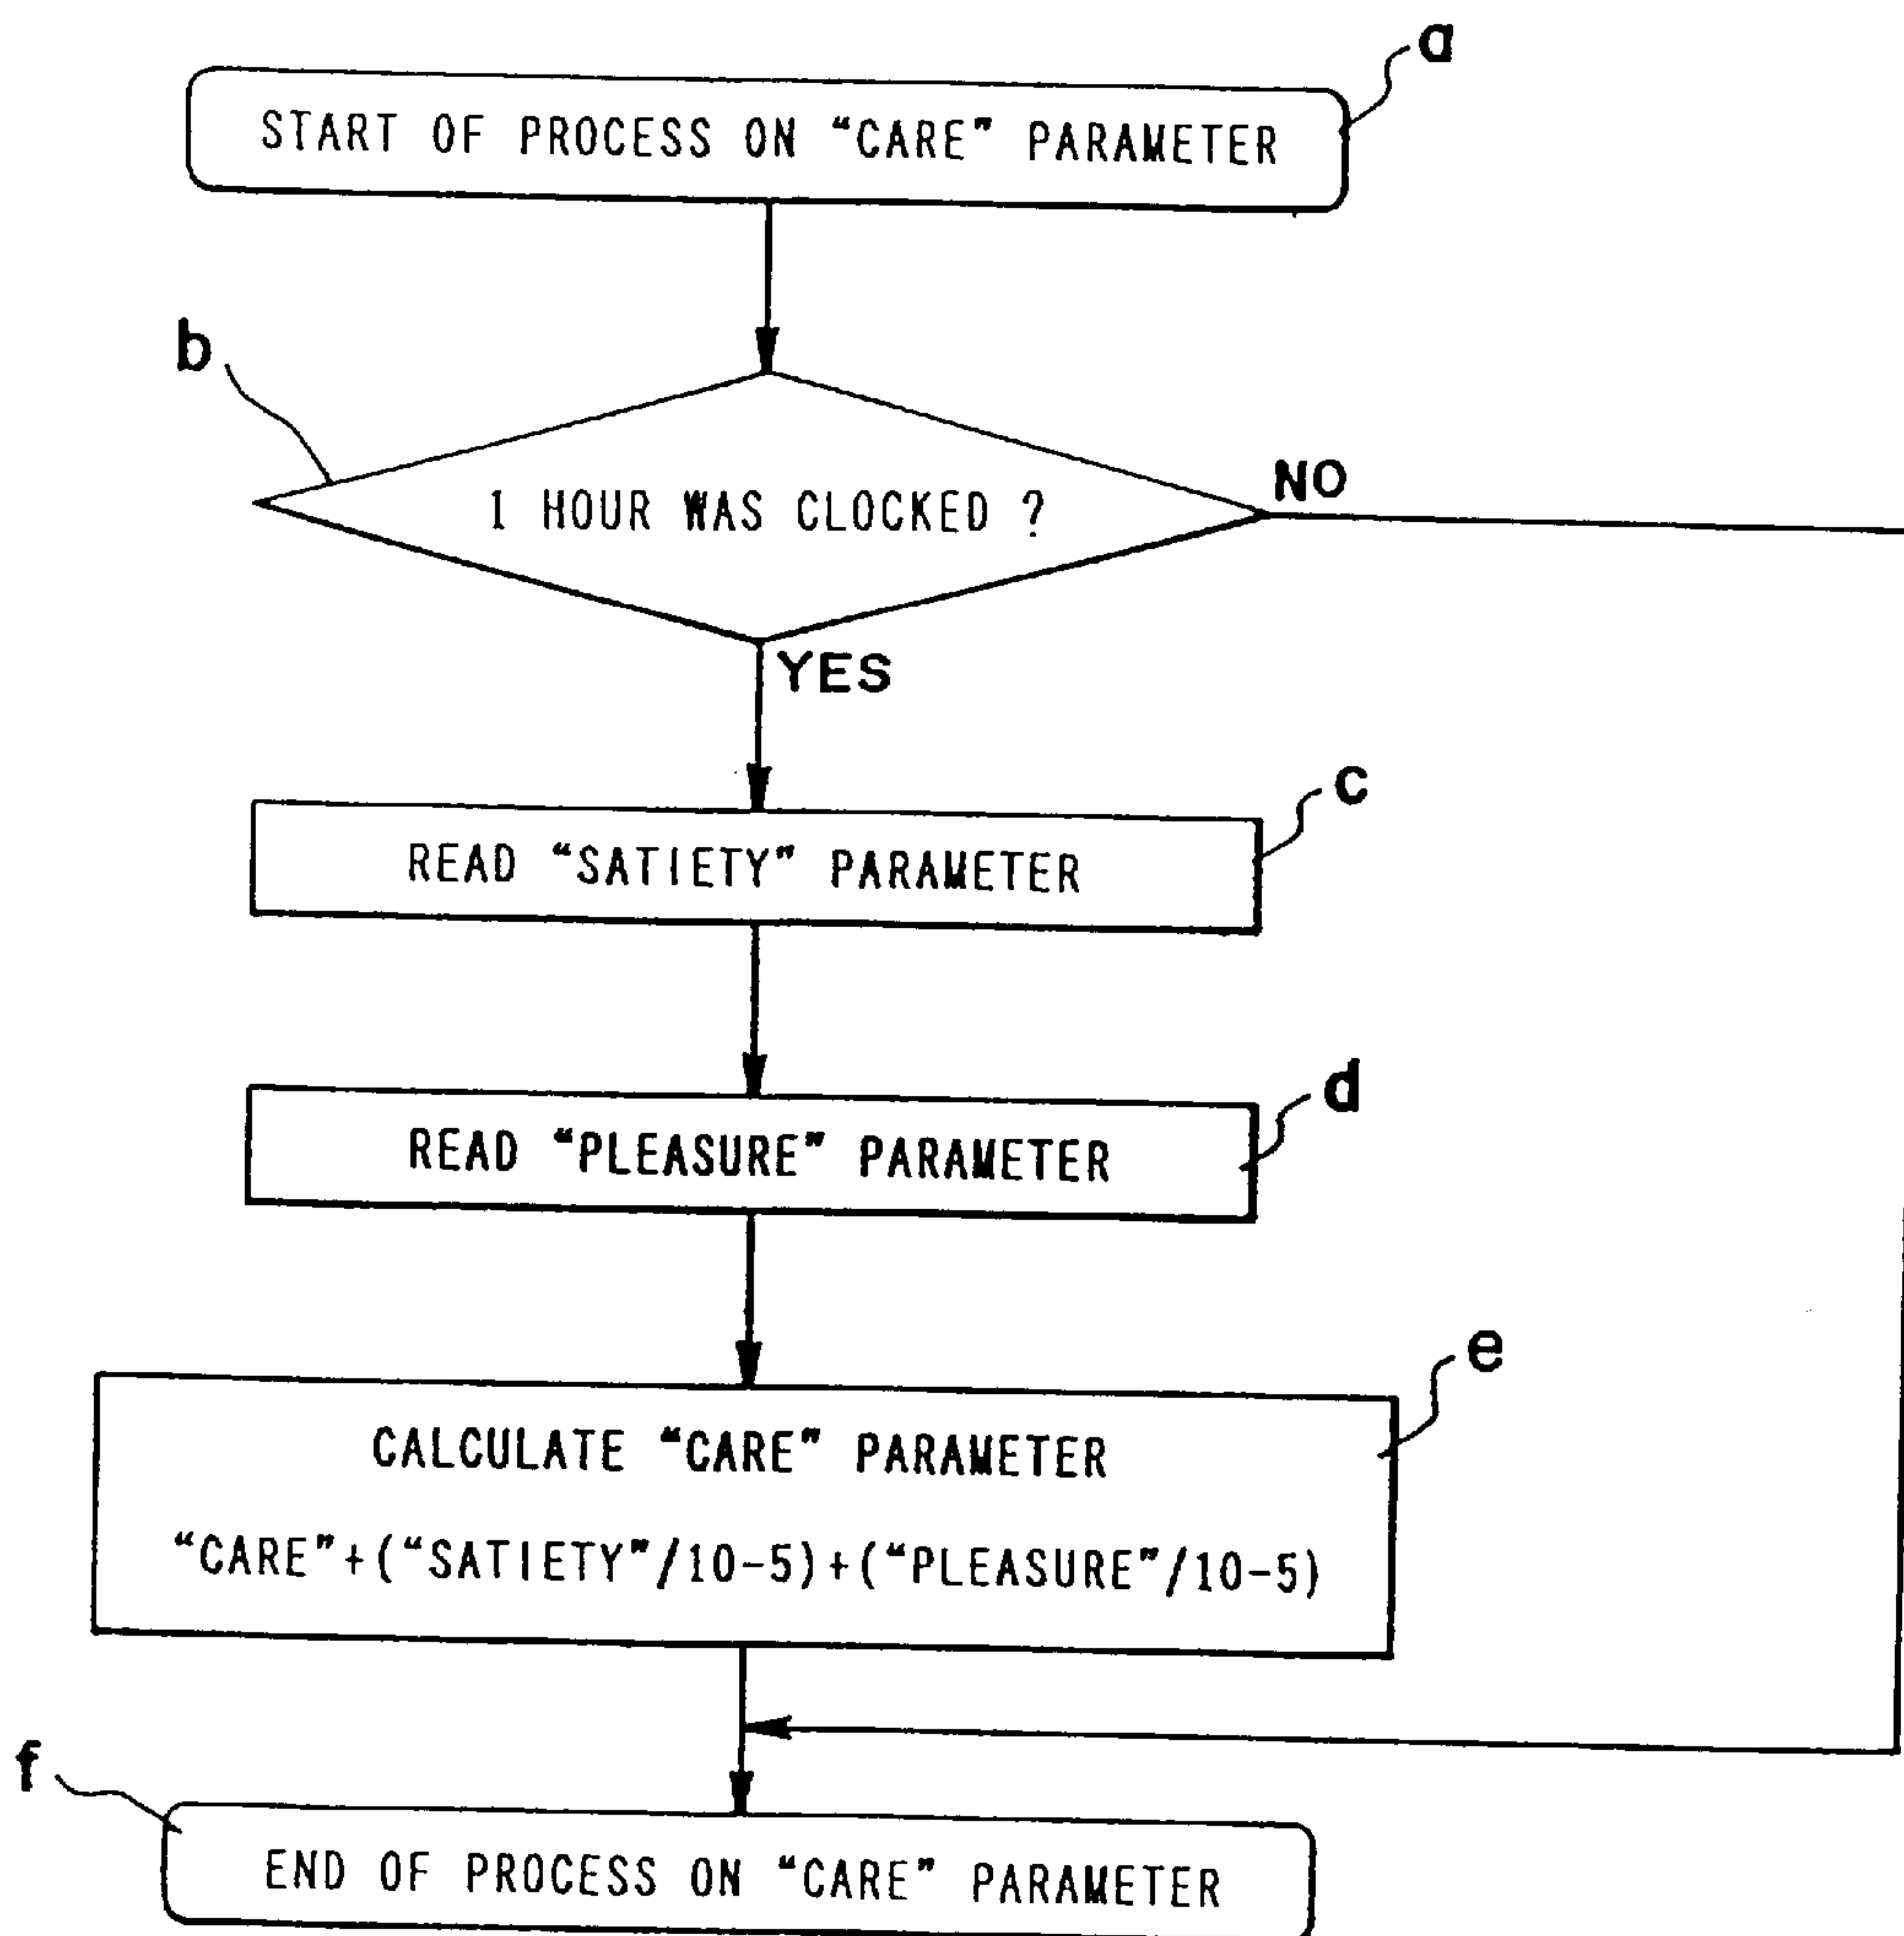 a
START OF PROCESS ON “CARE” PARAMETER
b
1 HOUR WAS CLOCKED ?
NO
YES
c
READ “SATIETY” PARAMETER
d
READ “PLEASURE” PARAMETER
e
CALCULATE “CARE” PARAMETER
“CARE”+(“SATIETY”/10-5)+(“PLEASURE”/10-5)
f
END OF PROCESS ON “CARE” PARAMETER